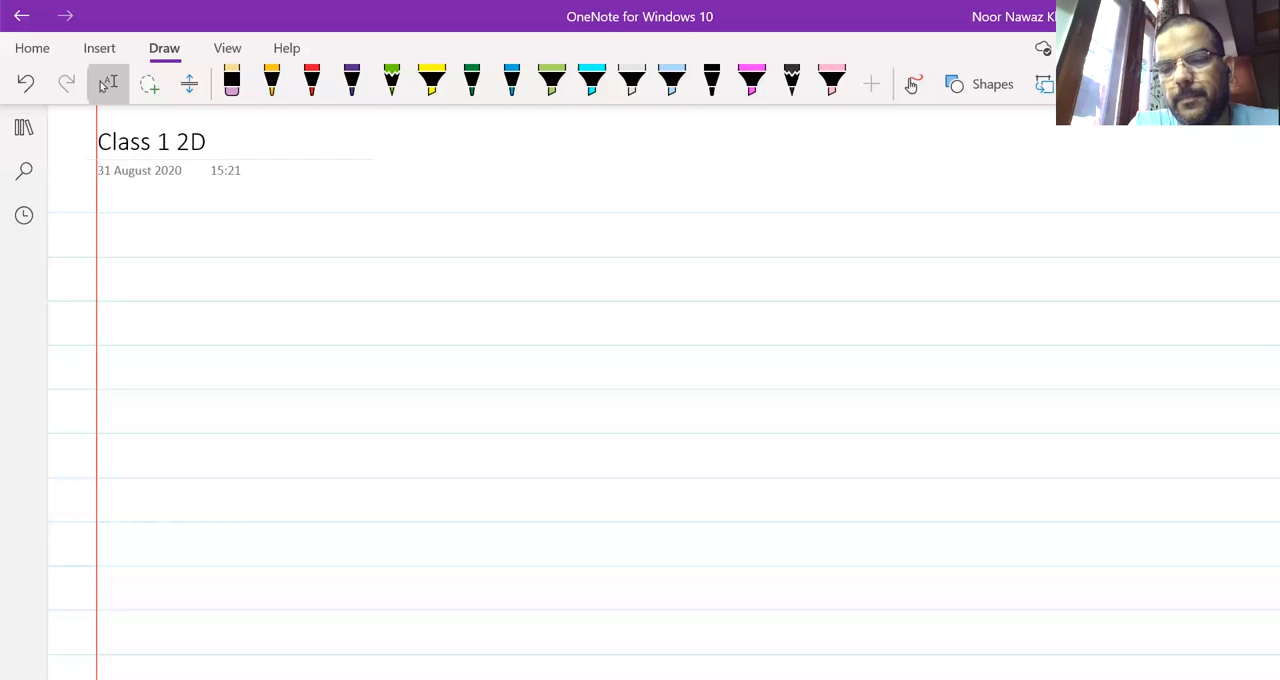 OneNote for Windows 10
Noor Nawaz
Home Insert Draw View Help
Shapes
Class 1 2D
31 August 2020 15:21